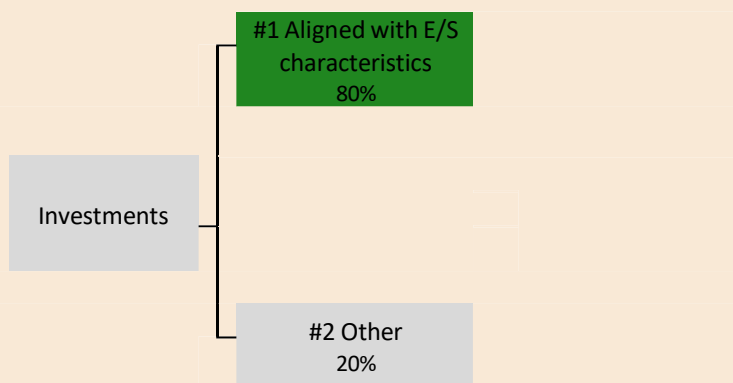 #1 Aligned with E/S
characteristics
80%
Investments
#2 Other
20%